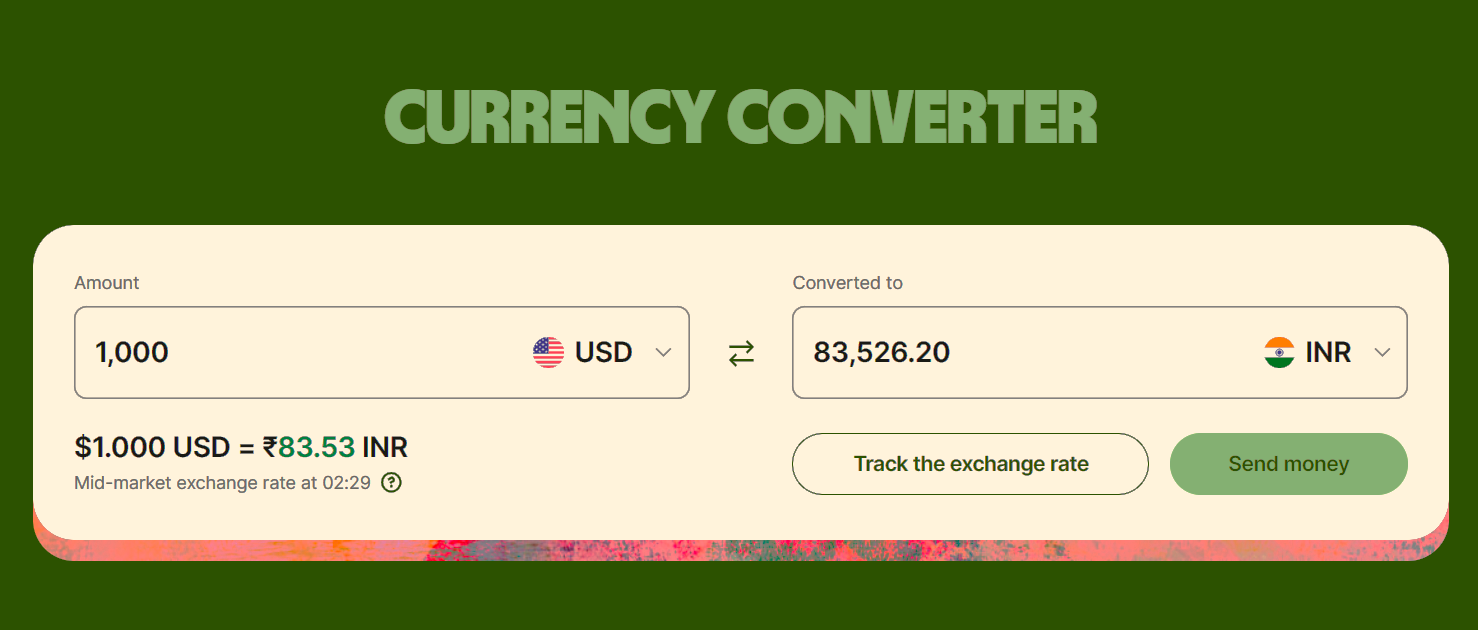 CURRENCY CONVERTER
Amount
1,000 USD
Converted to
83,526.20 INR
$1.000 USD = ₹83.53 INR
Mid-market exchange rate at 02:29 ?
Track the exchange rate
Send money